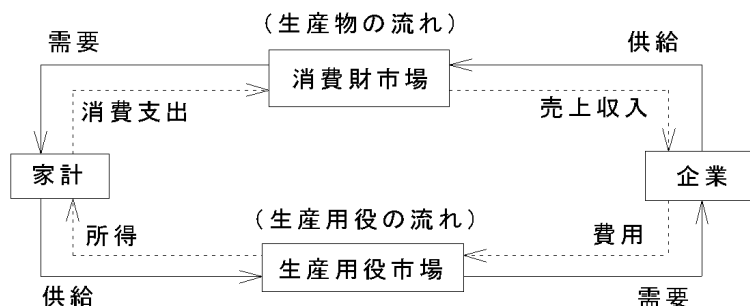 （生産物の流れ）
需要
供給
消費財市場
消費支出
売上収入
家計
企業
（生産用役の流れ）
所得
費用
生産用役市場
供給
需要